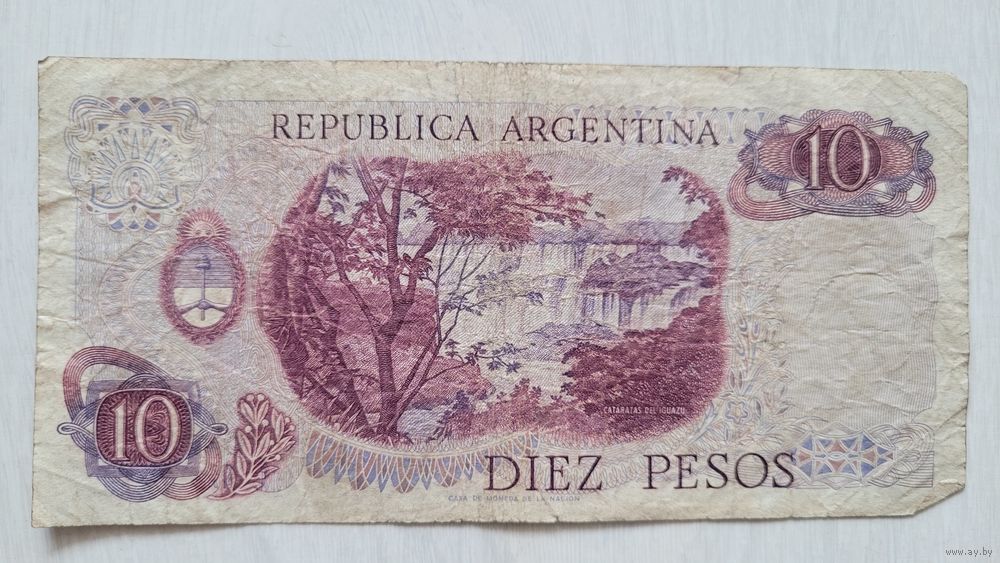 REPUBLICA ARGENTINA
10
CATARATAS DEL IGUAZU
10
DIEZ PESOS
CASA DE MONEDA DE LA NACION
www.ay.by